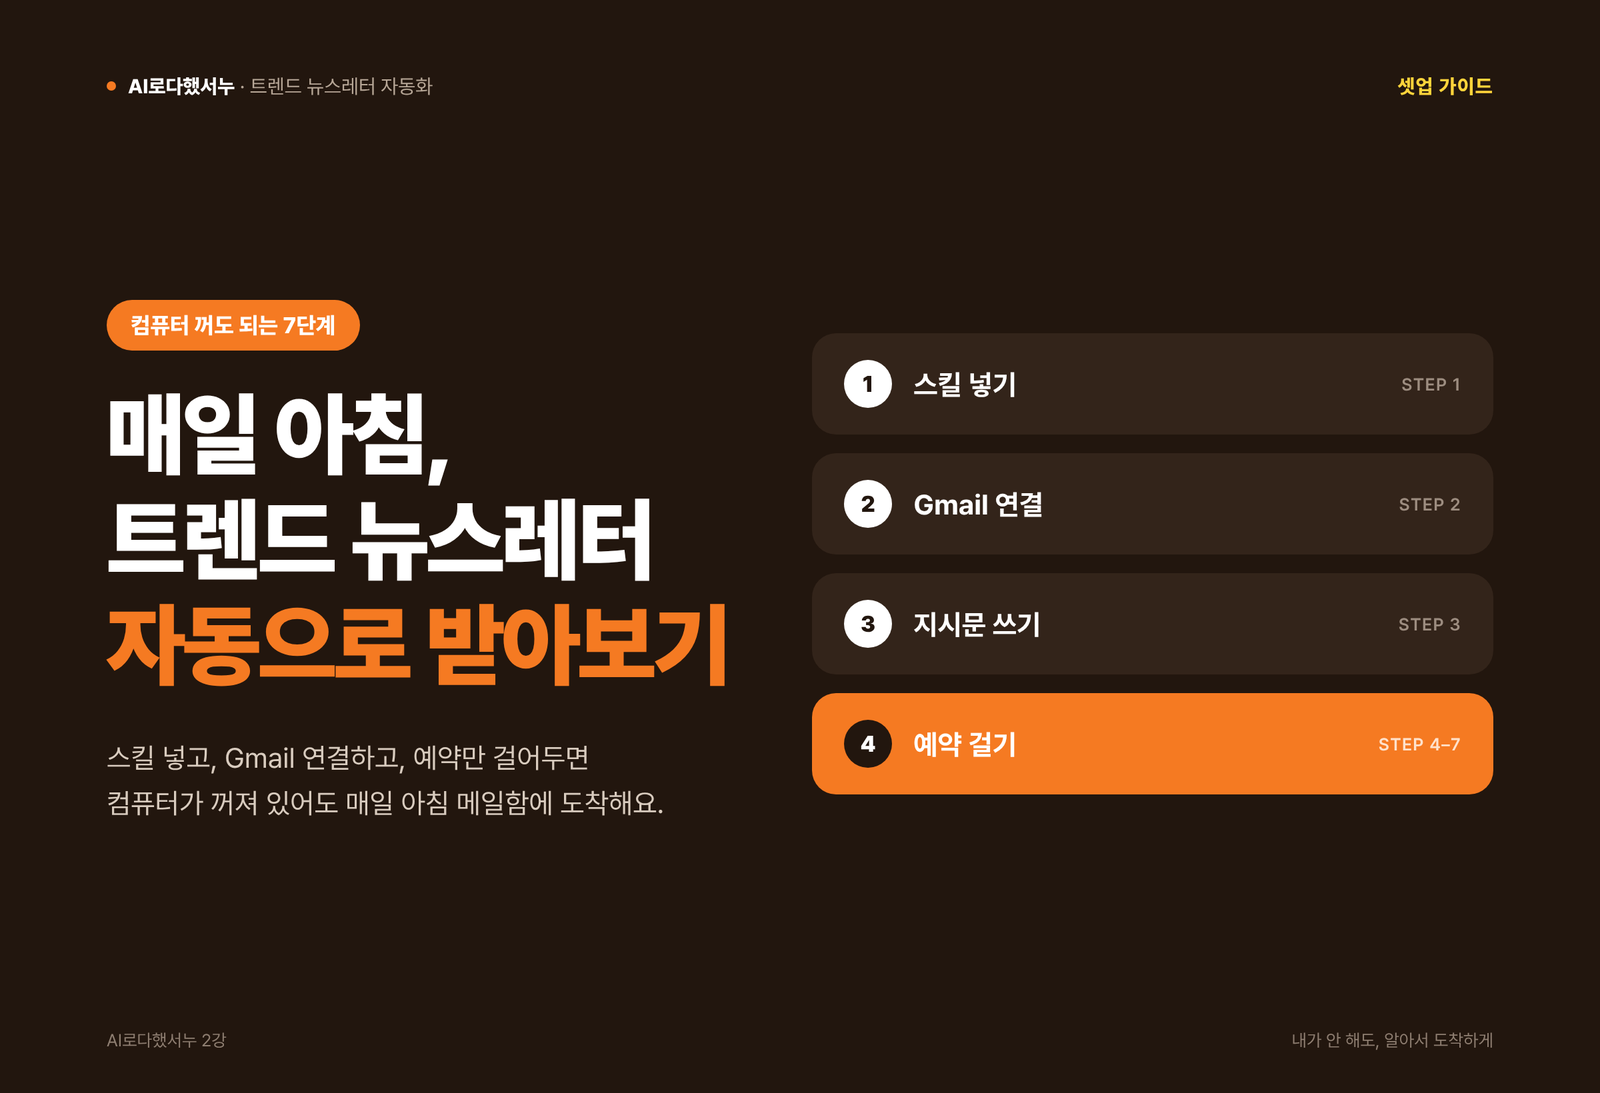 AI로다했서누 · 트렌드 뉴스레터 자동화
셋업 가이드
컴퓨터 꺼도 되는 7단계
매일 아침,
트렌드 뉴스레터
자동으로 받아보기
스킬 넣고, Gmail 연결하고, 예약만 걸어두면
컴퓨터가 꺼져 있어도 매일 아침 메일함에 도착해요.
1 스킬 넣기 STEP 1
2 Gmail 연결 STEP 2
3 지시문 쓰기 STEP 3
4 예약 걸기 STEP 4–7
AI로다했서누 2강
내가 안 해도, 알아서 도착하게